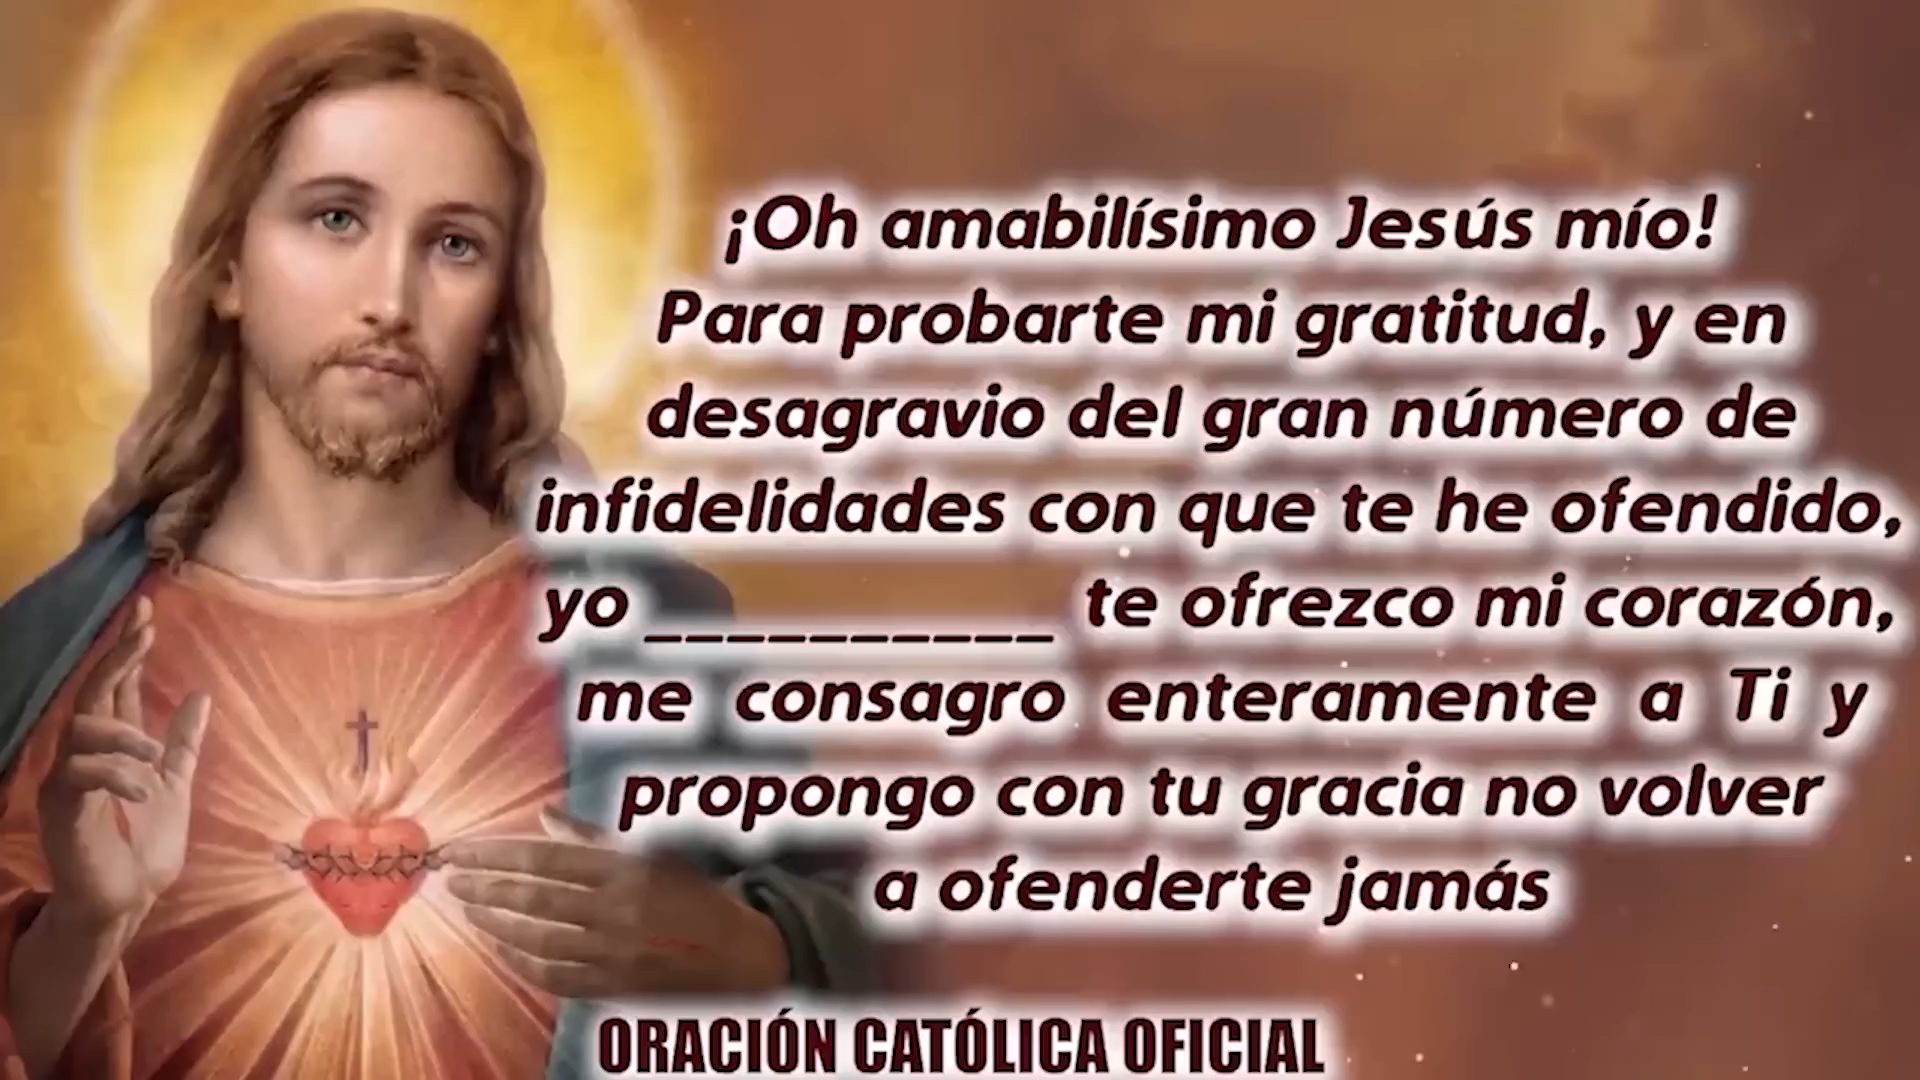 ¡Oh amabilísimo Jesús mío!
Para probarte mi gratitud, y en
desagravio del gran número de
infidelidades con que te he ofendido,
yo __________ te ofrezco mi corazón,
me consagro enteramente a Ti y
propongo con tu gracia no volver
a ofenderte jamás
ORACIÓN CATÓLICA OFICIAL